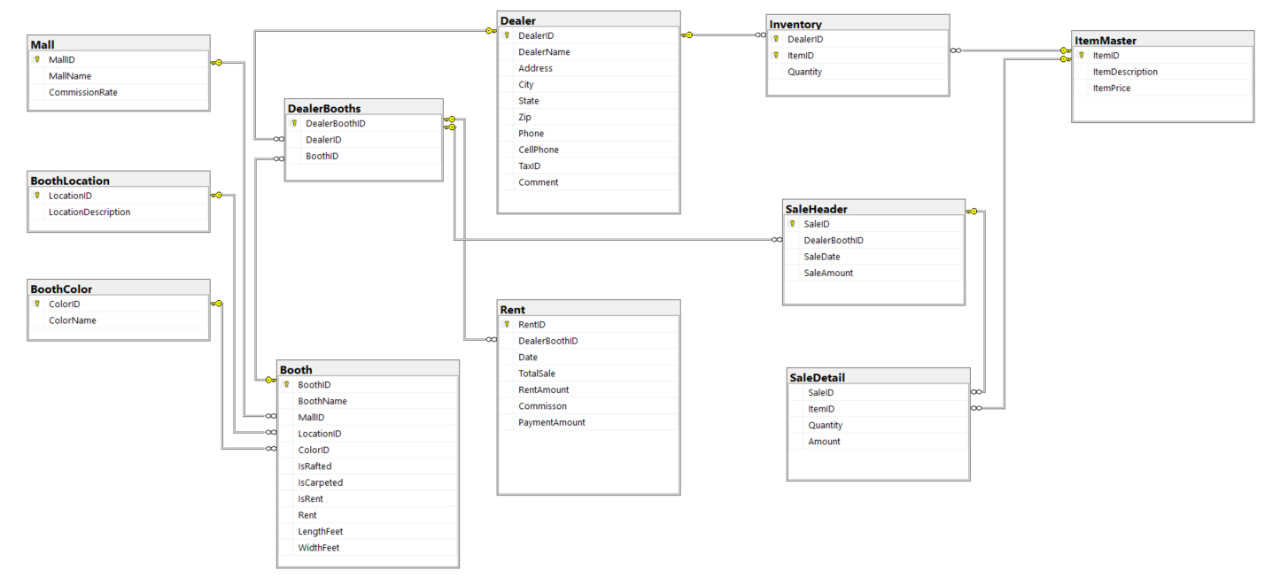 Mall
MallID
MallName
CommissionRate
BoothLocation
LocationID
LocationDescription
BoothColor
ColorID
ColorName
DealerBooths
DealerBoothID
DealerID
BoothID
Booth
BoothID
BoothName
MallID
LocationID
ColorID
IsRafted
IsCarpeted
IsRent
Rent
LengthFeet
WidthFeet
Dealer
DealerID
DealerName
Address
City
State
Zip
Phone
CellPhone
TaxID
Comment
Rent
RentID
DealerBoothID
Date
TotalSale
RentAmount
Commisson
PaymentAmount
Inventory
DealerID
ItemID
Quantity
SaleHeader
SaleID
DealerBoothID
SaleDate
SaleAmount
SaleDetail
SaleID
ItemID
Quantity
Amount
ItemMaster
ItemID
ItemDescription
ItemPrice